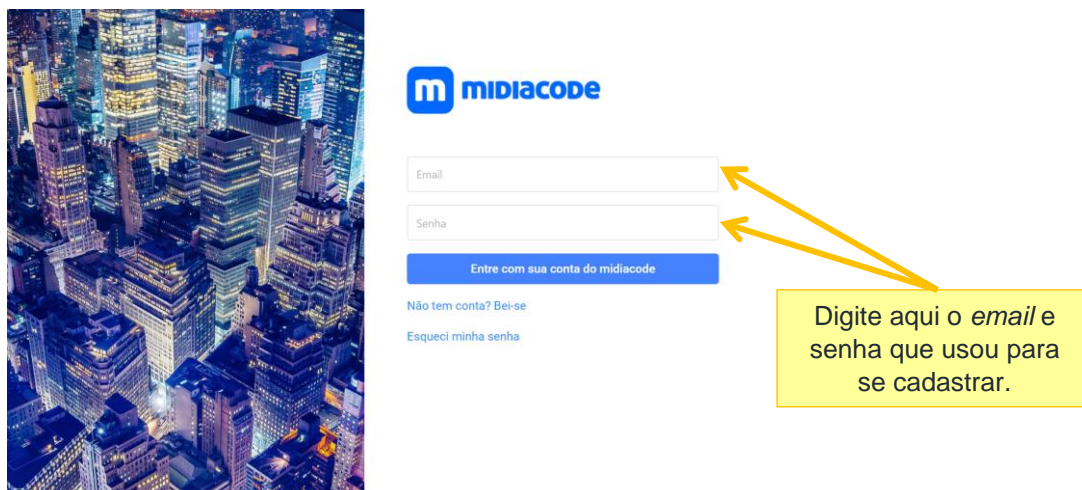 m midiacode
Email
Senha
Entre com sua conta do midiacode
Não tem conta? Bei-se
Esqueci minha senha
Digite aqui o email e
senha que usou para
se cadastrar.